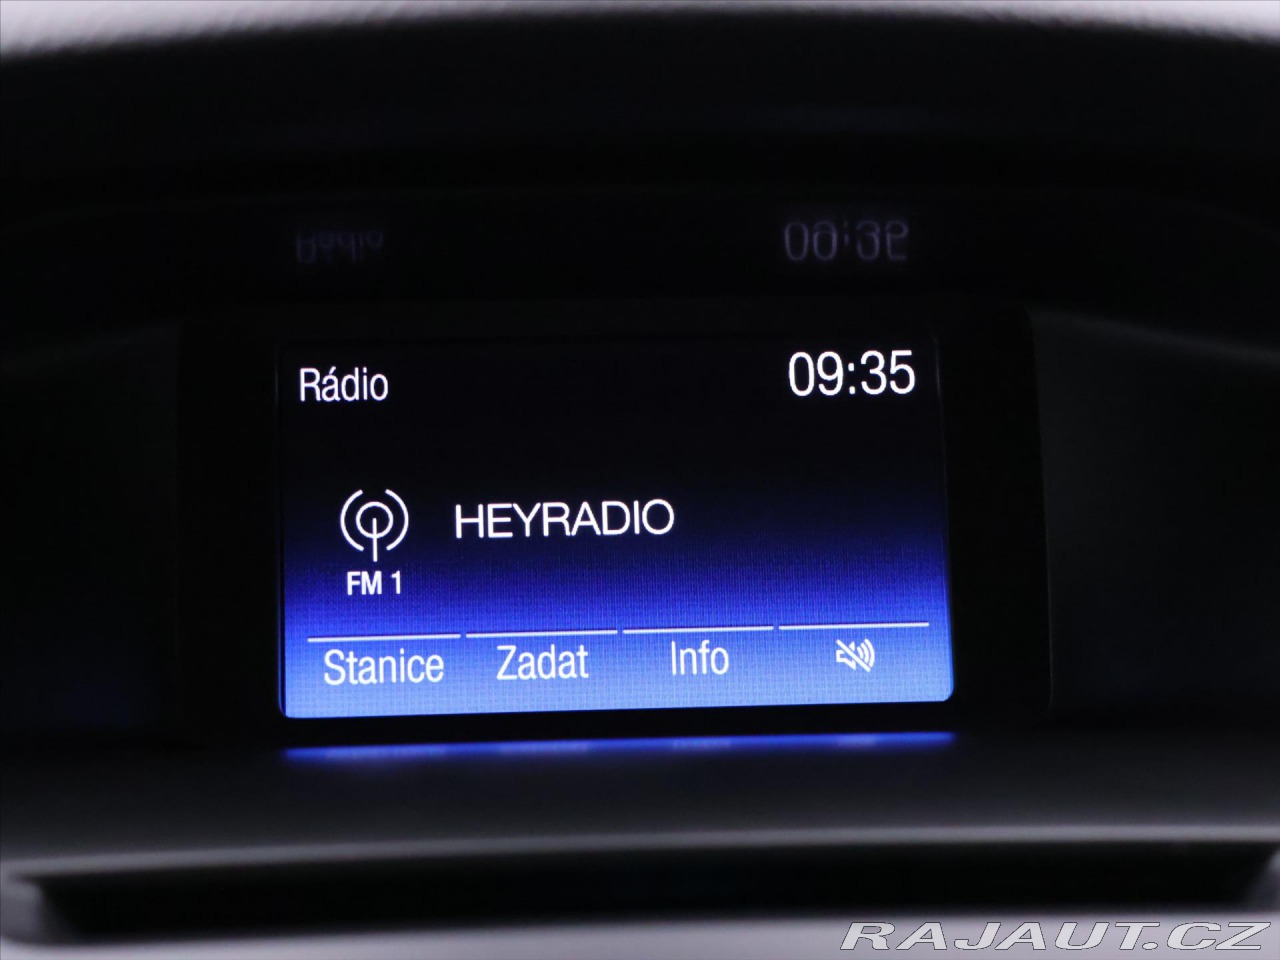 Rádio 09:35
HEYRADIO
FM 1
Stanice Zadat Info
RAJAUT.CZ